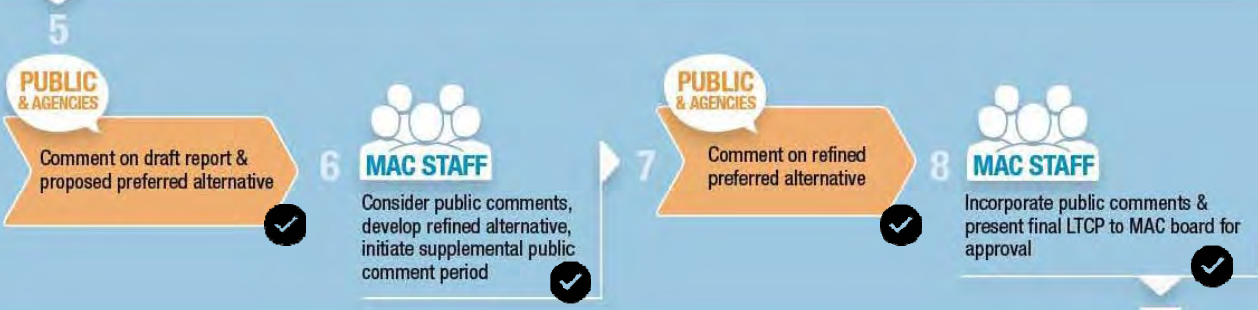 5
PUBLIC
& AGENCIES
Comment on draft report &
proposed preferred alternative
6
MAC STAFF
Consider public comments,
develop refined alternative,
initiate supplemental public
comment period
7
PUBLIC
& AGENCIES
Comment on refined
preferred alternative
8
MAC STAFF
Incorporate public comments &
present final LTCP to MAC board for
approval